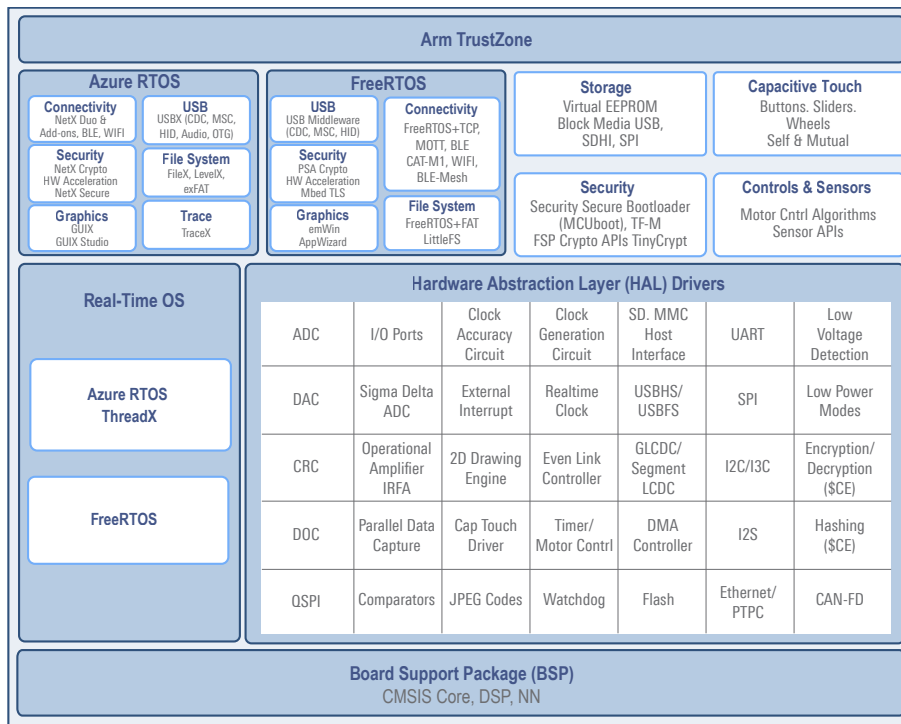 Arm TrustZone
Azure RTOS
Connectivity
NetX Duo &
Add-ons, BLE, WIFI
USB
USBX (CDC, MSC,
HID, Audio, OTG)
Security
NetX Crypto
HW Acceleration
NetX Secure
File System
FileX, LevelX,
exFAT
Graphics
GUIX
GUIX Studio
Trace
TraceX
FreeRTOS
USB
USB Middleware
(CDC, MSC, HID)
Connectivity
FreeRTOS+TCP,
MOTT, BLE
CAT-M1, WIFI,
BLE-Mesh
Security
PSA Crypto
HW Acceleration
Mbed TLS
Graphics
emWin
AppWizard
File System
FreeRTOS+FAT
LittleFS
Storage
Virtual EEPROM
Block Media USB,
SDHI, SPI
Capacitive Touch
Buttons. Sliders.
Wheels
Self & Mutual
Security
Security Secure Bootloader
(MCUboot), TF-M
FSP Crypto APIs TinyCrypt
Controls & Sensors
Motor Cntrl Algorithms
Sensor APIs
Real-Time OS
Azure RTOS
ThreadX
FreeRTOS
Hardware Abstraction Layer (HAL) Drivers
ADC
I/O Ports
Clock
Accuracy
Circuit
Clock
Generation
Circuit
SD. MMC
Host
Interface
UART
Low
Voltage
Detection
DAC
Sigma Delta
ADC
External
Interrupt
Realtime
Clock
USBHS/
USBFS
SPI
Low Power
Modes
CRC
Operational
Amplifier
IRFA
2D Drawing
Engine
Even Link
Controller
GLCDC/
Segment
LCDC
I2C/I3C
Encryption/
Decryption
($CE)
DOC
Parallel Data
Capture
Cap Touch
Driver
Timer/
Motor Contrl
DMA
Controller
I2S
Hashing
($CE)
QSPI
Comparators
JPEG Codes
Watchdog
Flash
Ethernet/
PTPC
CAN-FD
Board Support Package (BSP)
CMSIS Core, DSP, NN